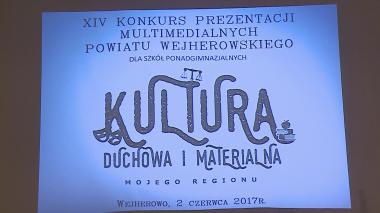 XIV KONKURS PREZENTACJI
MULTIMEDIALNYCH
POWIATU WEJHEROWSKIEGO
DLA SZKÓŁ PONADGIMNAZJALNYCH
KULTURA
DUCHOWA I MATERIALNA
MOJEGO REGIONU
WEJHEROWO, 2 CZERWCA 2017R.